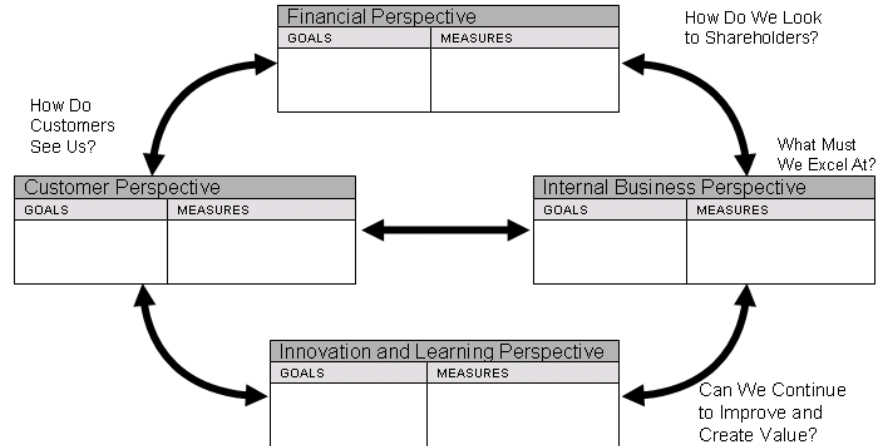 Financial Perspective
GOALS MEASURES
How Do We Look
to Shareholders?
How Do
Customers
See Us?
What Must
We Excel At?
Customer Perspective
GOALS MEASURES
Internal Business Perspective
GOALS MEASURES
Innovation and Learning Perspective
GOALS MEASURES
Can We Continue
to Improve and
Create Value?